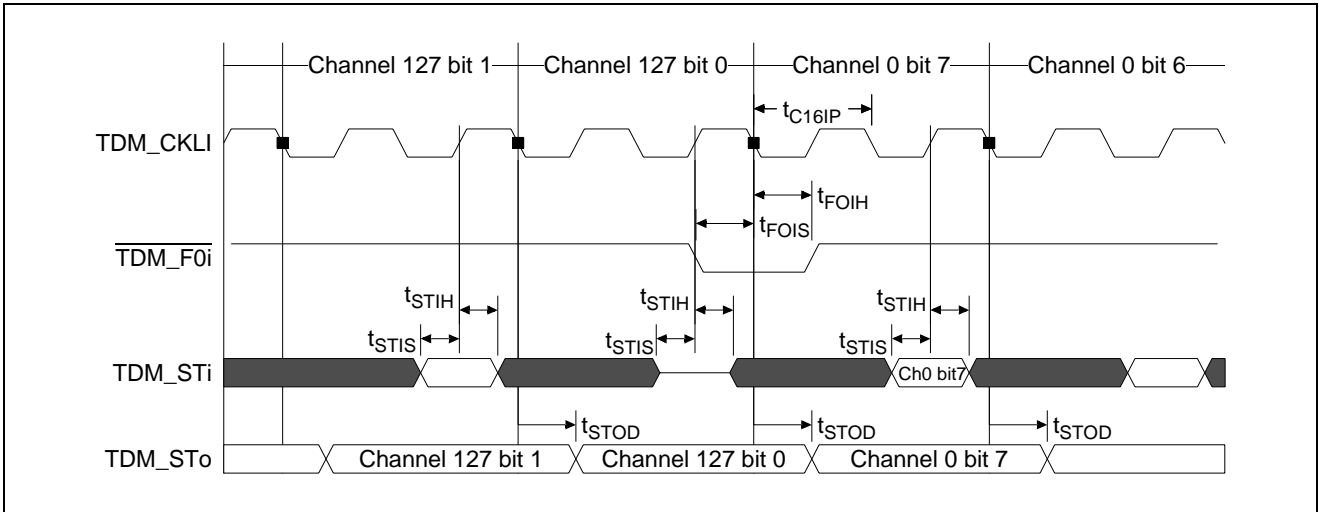 Channel 127 bit 1 Channel 127 bit 0 Channel 0 bit 7 Channel 0 bit 6
tC16IP
TDM_CKLI
tFOIH
tFOIS
TDM_F0i
tSTIH tSTIH tSTIH
tSTIS tSTIS tSTIS
TDM_STi Ch0 bit7
tSTOD tSTOD tSTOD
TDM_STo Channel 127 bit 1 Channel 127 bit 0 Channel 0 bit 7